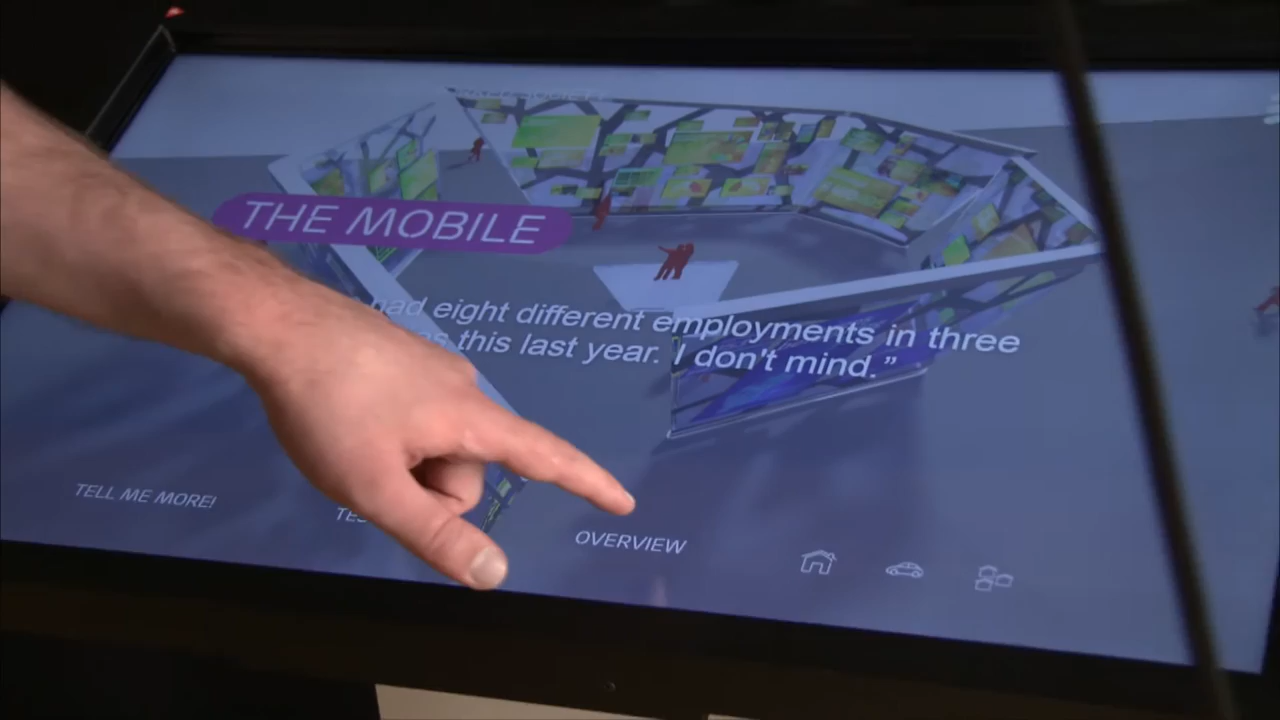 THE MOBILE
had eight different employments in three
this last year. I don't mind.”
TELL ME MORE!
OVERVIEW